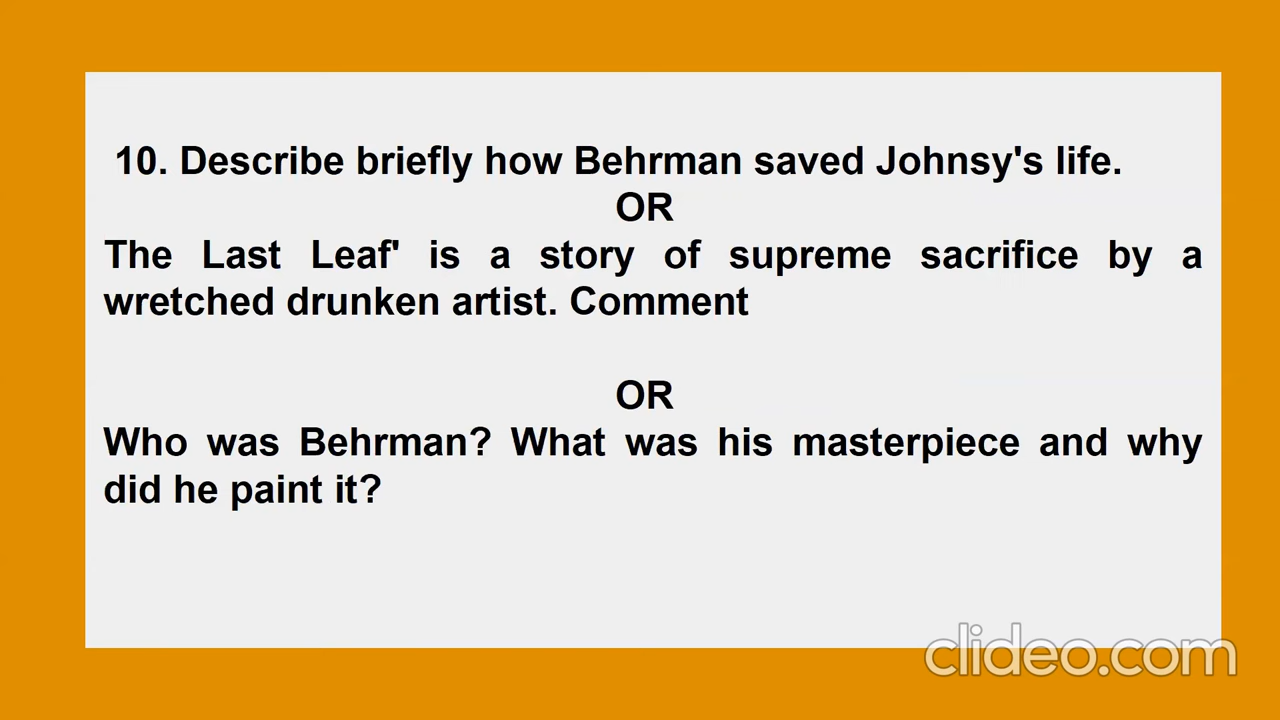 10. Describe briefly how Behrman saved Johnsy's life.
OR
The Last Leaf' is a story of supreme sacrifice by a
wretched drunken artist. Comment
OR
Who was Behrman? What was his masterpiece and why
did he paint it?
clideo.com